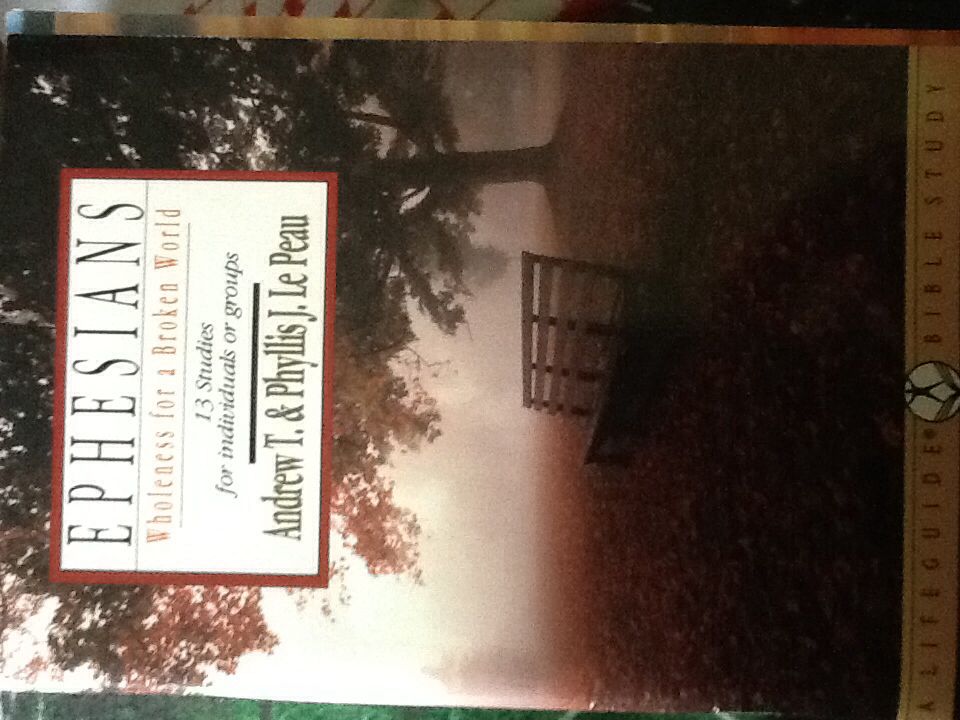 EPHESIANS
Wholeness for a Broken World
13 Studies
for individuals or groups
Andrew T. & Phyllis J. Le Peau
A LIFEGUIDE® BIBLE STUDY